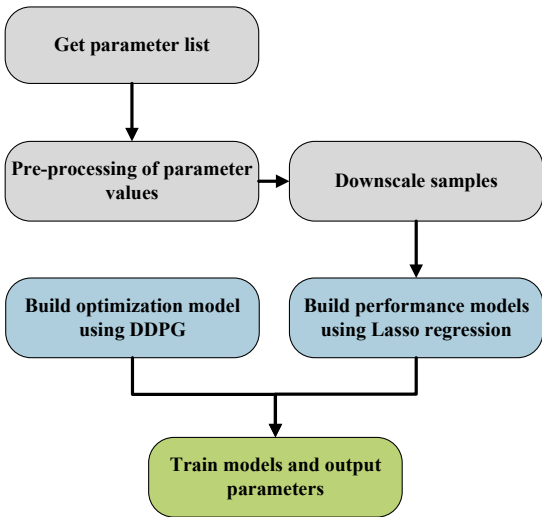 Get parameter list
Pre-processing of parameter
values
Downscale samples
Build optimization model
using DDPG
Build performance models
using Lasso regression
Train models and output
parameters